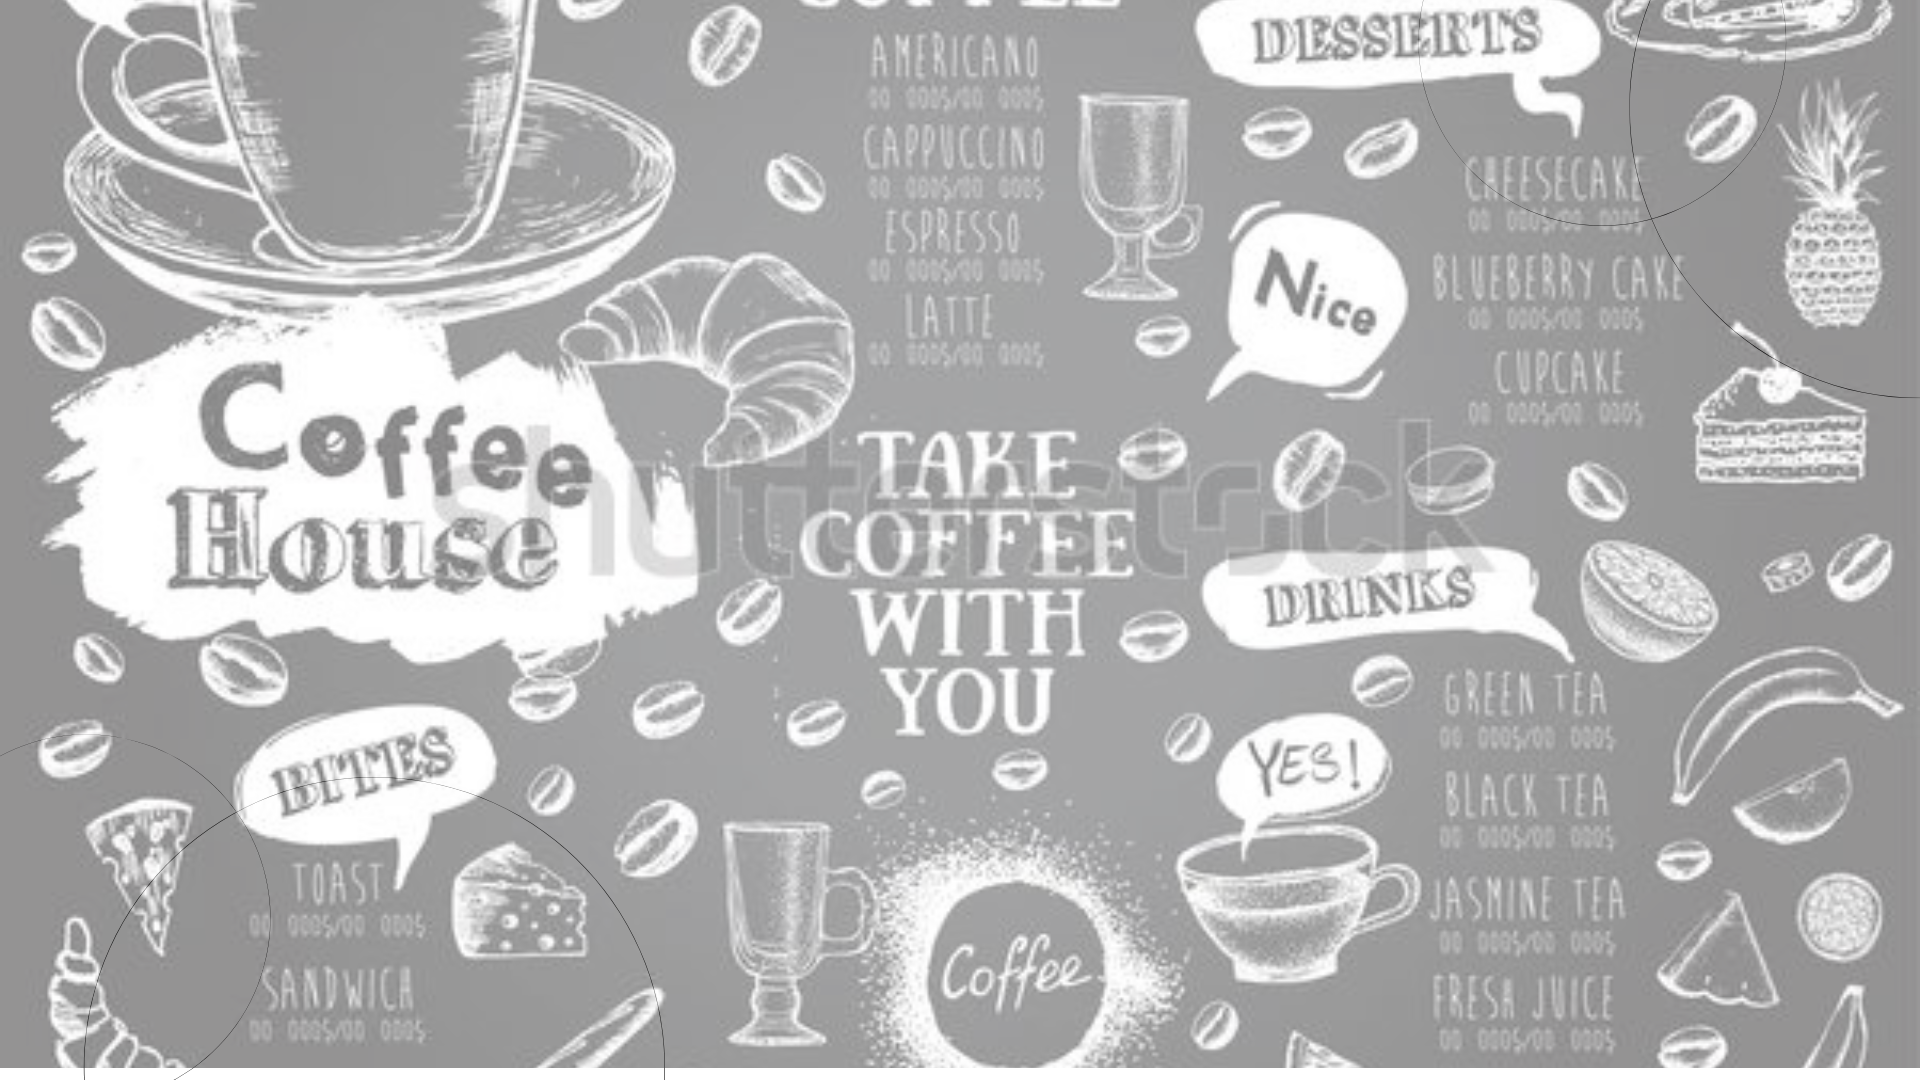 COFFEE
AMERICANO
00 000$/00 000$
CAPPUCCINO
00 000$/00 000$
ESPRESSO
00 000$/00 000$
LATTE
00 000$/00 000$
DESSERTS
CHEESECAKE
00 000$/00 000$
BLUEBERRY CAKE
00 000$/00 000$
CUPCAKE
00 000$/00 000$
Nice
Coffee
House
TAKE
COFFEE
WITH
YOU
shutterstock
DRINKS
GREEN TEA
00 000$/00 000$
BLACK TEA
00 000$/00 000$
JASMINE TEA
00 000$/00 000$
FRESH JUICE
00 000$/00 000$
YES!
BITES
TOAST
00 000$/00 000$
SANDWICH
00 000$/00 000$
Coffee